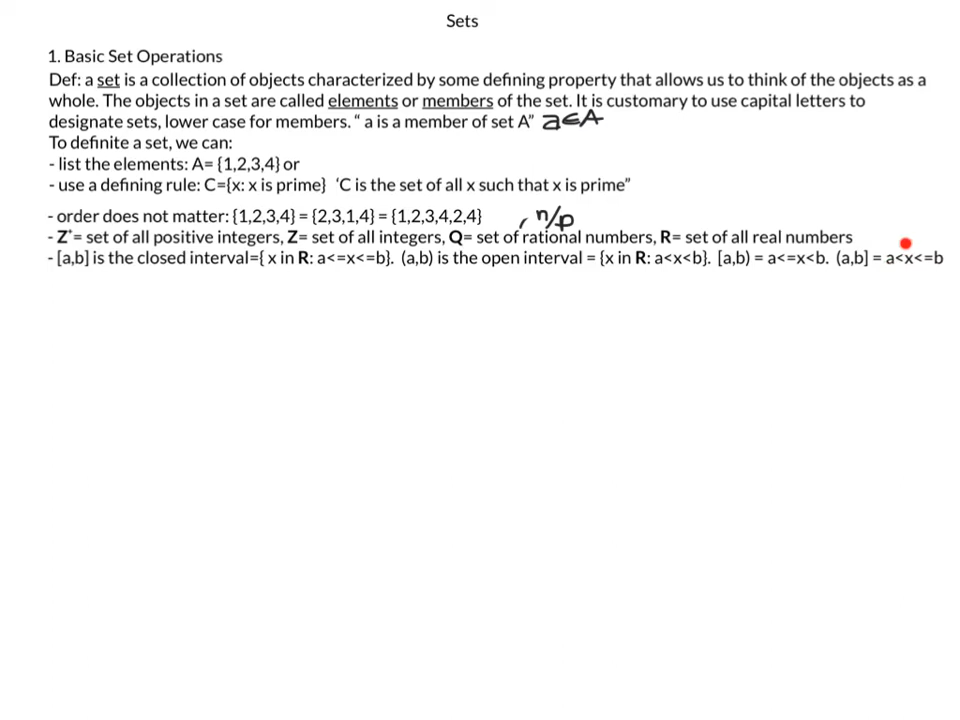 Sets
1. Basic Set Operations
Def: a set is a collection of objects characterized by some defining property that allows us to think of the objects as a
whole. The objects in a set are called elements or members of the set. It is customary to use capital letters to
designate sets, lower case for members. “ a is a member of set A” a∈A
To definite a set, we can:
- list the elements: A= {1,2,3,4} or
- use a defining rule: C={x: x is prime} ‘C is the set of all x such that x is prime”
- order does not matter: {1,2,3,4} = {2,3,1,4} = {1,2,3,4,2,4} n/p
- Z⁺= set of all positive integers, Z= set of all integers, Q= set of rational numbers, R= set of all real numbers
- [a,b] is the closed interval={ x in R: a<=x<=b}. (a,b) is the open interval = {x in R: a<x<b}. [a,b) = a<=x<b. (a,b] = a<x<=b